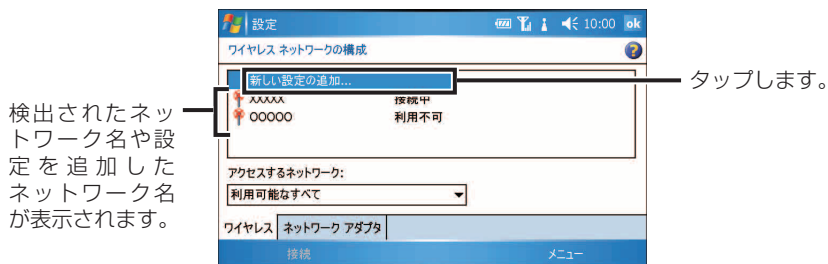 設定
10:00 ok
ワイヤレス ネットワークの構成
新しい設定の追加...
タップします。
XXXXX 接続中
OOOOO 利用不可
検出されたネッ
トワーク名や設
定を追加した
ネットワーク名
が表示されます。
アクセスするネットワーク:
利用可能なすべて
ワイヤレス ネットワーク アダプタ
接続 メニュー